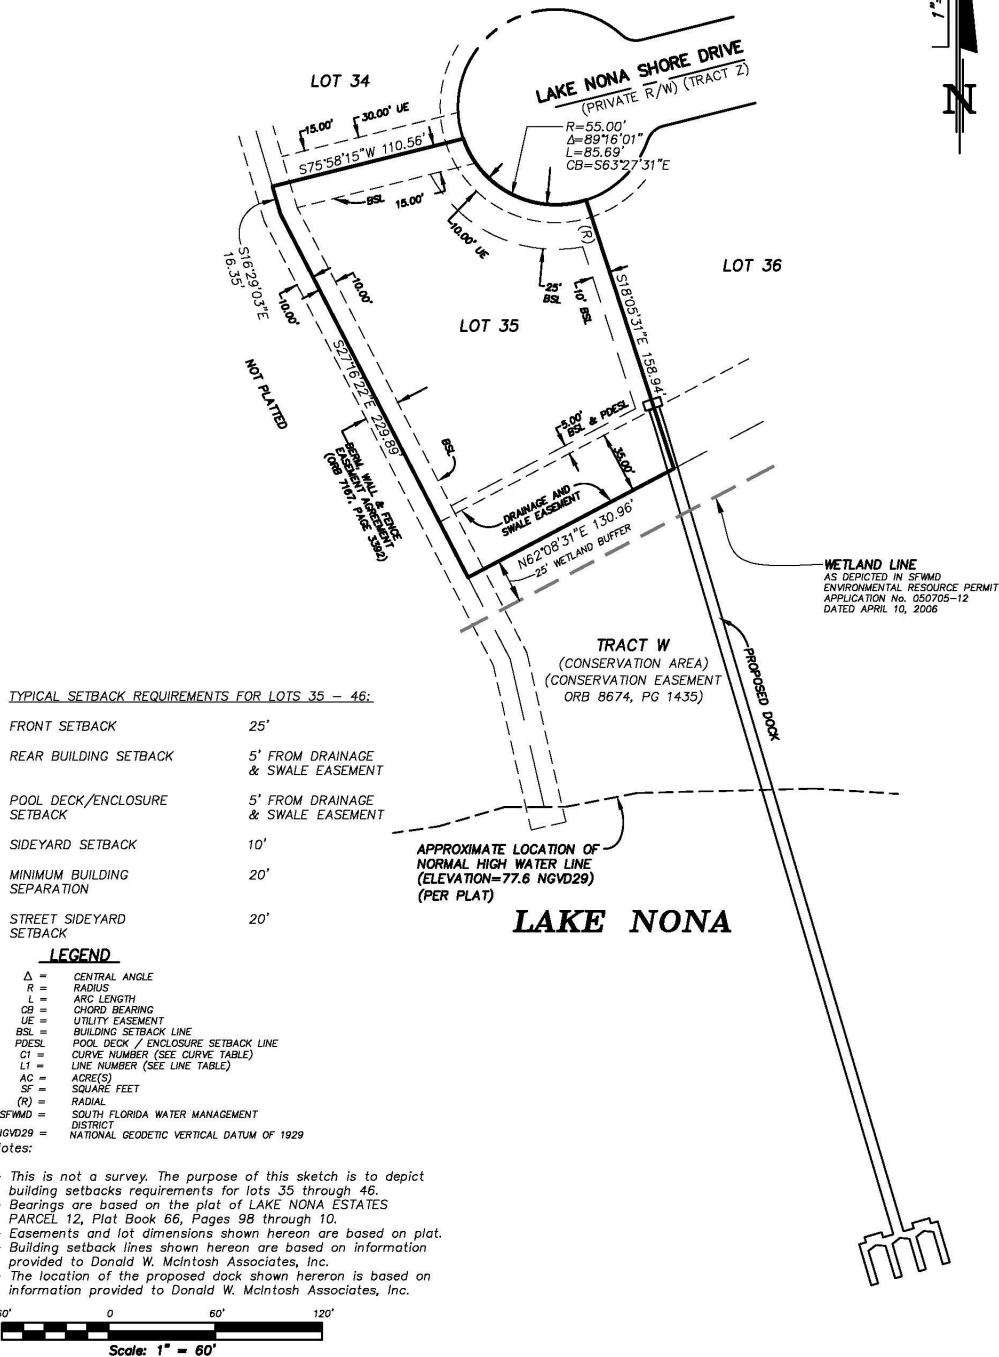 1"=
N
LOT 34
LAKE NONA SHORE DRIVE
(PRIVATE R/W) (TRACT Z)
R=55.00'
Δ=89°16'01"
L=85.69'
CB=S63°27'31"E
15.00'
30.00' UE
S75°58'15"W 110.56'
BSL
15.00'
10.00' UE
25'
BSL
(R)
10' BSL
LOT 36
LOT 35
S16°29'03"E
16.35'
10.00'
10.00'
S27°16'22"E 229.89'
S18°05'31"E 158.94'
NOT PLATTED
BERM, WALL & FENCE
EASEMENT AGREEMENT
(ORB 7167, PAGE 3392)
BSL
5.00'
BSL & PDESL
35.00'
DRAINAGE AND
SWALE EASEMENT
N62°08'31"E 130.96'
25' WETLAND BUFFER
WETLAND LINE
AS DEPICTED IN SFWMD
ENVIRONMENTAL RESOURCE PERMIT
APPLICATION No. 050705-12
DATED APRIL 10, 2006
TRACT W
(CONSERVATION AREA)
(CONSERVATION EASEMENT
ORB 8674, PG 1435)
PROPOSED DOCK
APPROXIMATE LOCATION OF
NORMAL HIGH WATER LINE
(ELEVATION=77.6 NGVD29)
(PER PLAT)
LAKE NONA
TYPICAL SETBACK REQUIREMENTS FOR LOTS 35 - 46:
FRONT SETBACK 25'
REAR BUILDING SETBACK 5' FROM DRAINAGE
& SWALE EASEMENT
POOL DECK/ENCLOSURE 5' FROM DRAINAGE
SETBACK & SWALE EASEMENT
SIDEYARD SETBACK 10'
MINIMUM BUILDING 20'
SEPARATION
STREET SIDEYARD 20'
SETBACK
LEGEND
Δ = CENTRAL ANGLE
R = RADIUS
L = ARC LENGTH
CB = CHORD BEARING
UE = UTILITY EASEMENT
BSL = BUILDING SETBACK LINE
PDESL POOL DECK / ENCLOSURE SETBACK LINE
C1 = CURVE NUMBER (SEE CURVE TABLE)
L1 = LINE NUMBER (SEE LINE TABLE)
AC = ACRE(S)
SF = SQUARE FEET
(R) = RADIAL
SFWMD = SOUTH FLORIDA WATER MANAGEMENT
DISTRICT
NGVD29 = NATIONAL GEODETIC VERTICAL DATUM OF 1929
otes:
This is not a survey. The purpose of this sketch is to depict
building setbacks requirements for lots 35 through 46.
Bearings are based on the plat of LAKE NONA ESTATES
PARCEL 12, Plat Book 66, Pages 98 through 10.
Easements and lot dimensions shown hereon are based on plat.
Building setback lines shown hereon are based on information
provided to Donald W. McIntosh Associates, Inc.
The location of the proposed dock shown hereron is based on
information provided to Donald W. McIntosh Associates, Inc.
60' 0 60' 120'
Scale: 1" = 60'